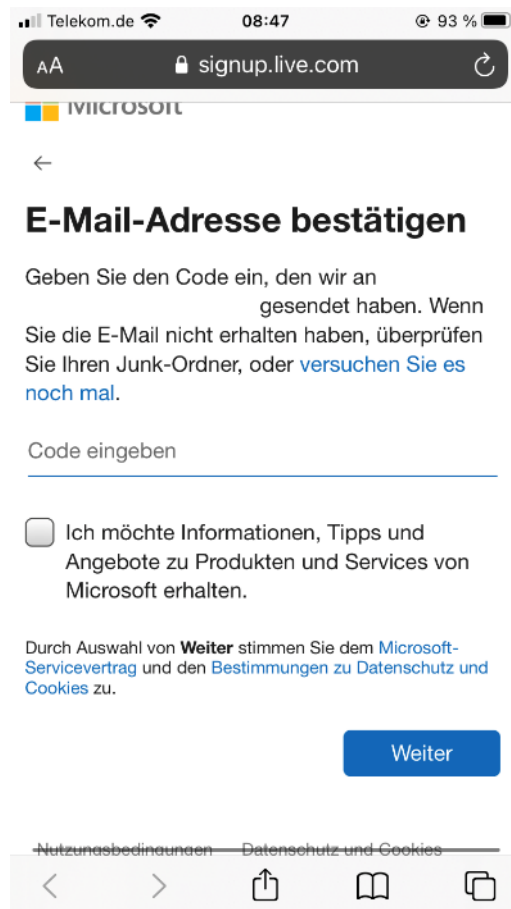 Telekom.de 08:47 93 %
AA signup.live.com
Microsoft
E-Mail-Adresse bestätigen
Geben Sie den Code ein, den wir an
gesendet haben. Wenn
Sie die E-Mail nicht erhalten haben, überprüfen
Sie Ihren Junk-Ordner, oder versuchen Sie es
noch mal.
Code eingeben
Ich möchte Informationen, Tipps und
Angebote zu Produkten und Services von
Microsoft erhalten.
Durch Auswahl von Weiter stimmen Sie dem Microsoft-
Servicevertrag und den Bestimmungen zu Datenschutz und
Cookies zu.
Weiter
Nutzungsbedingungen Datenschutz und Cookies